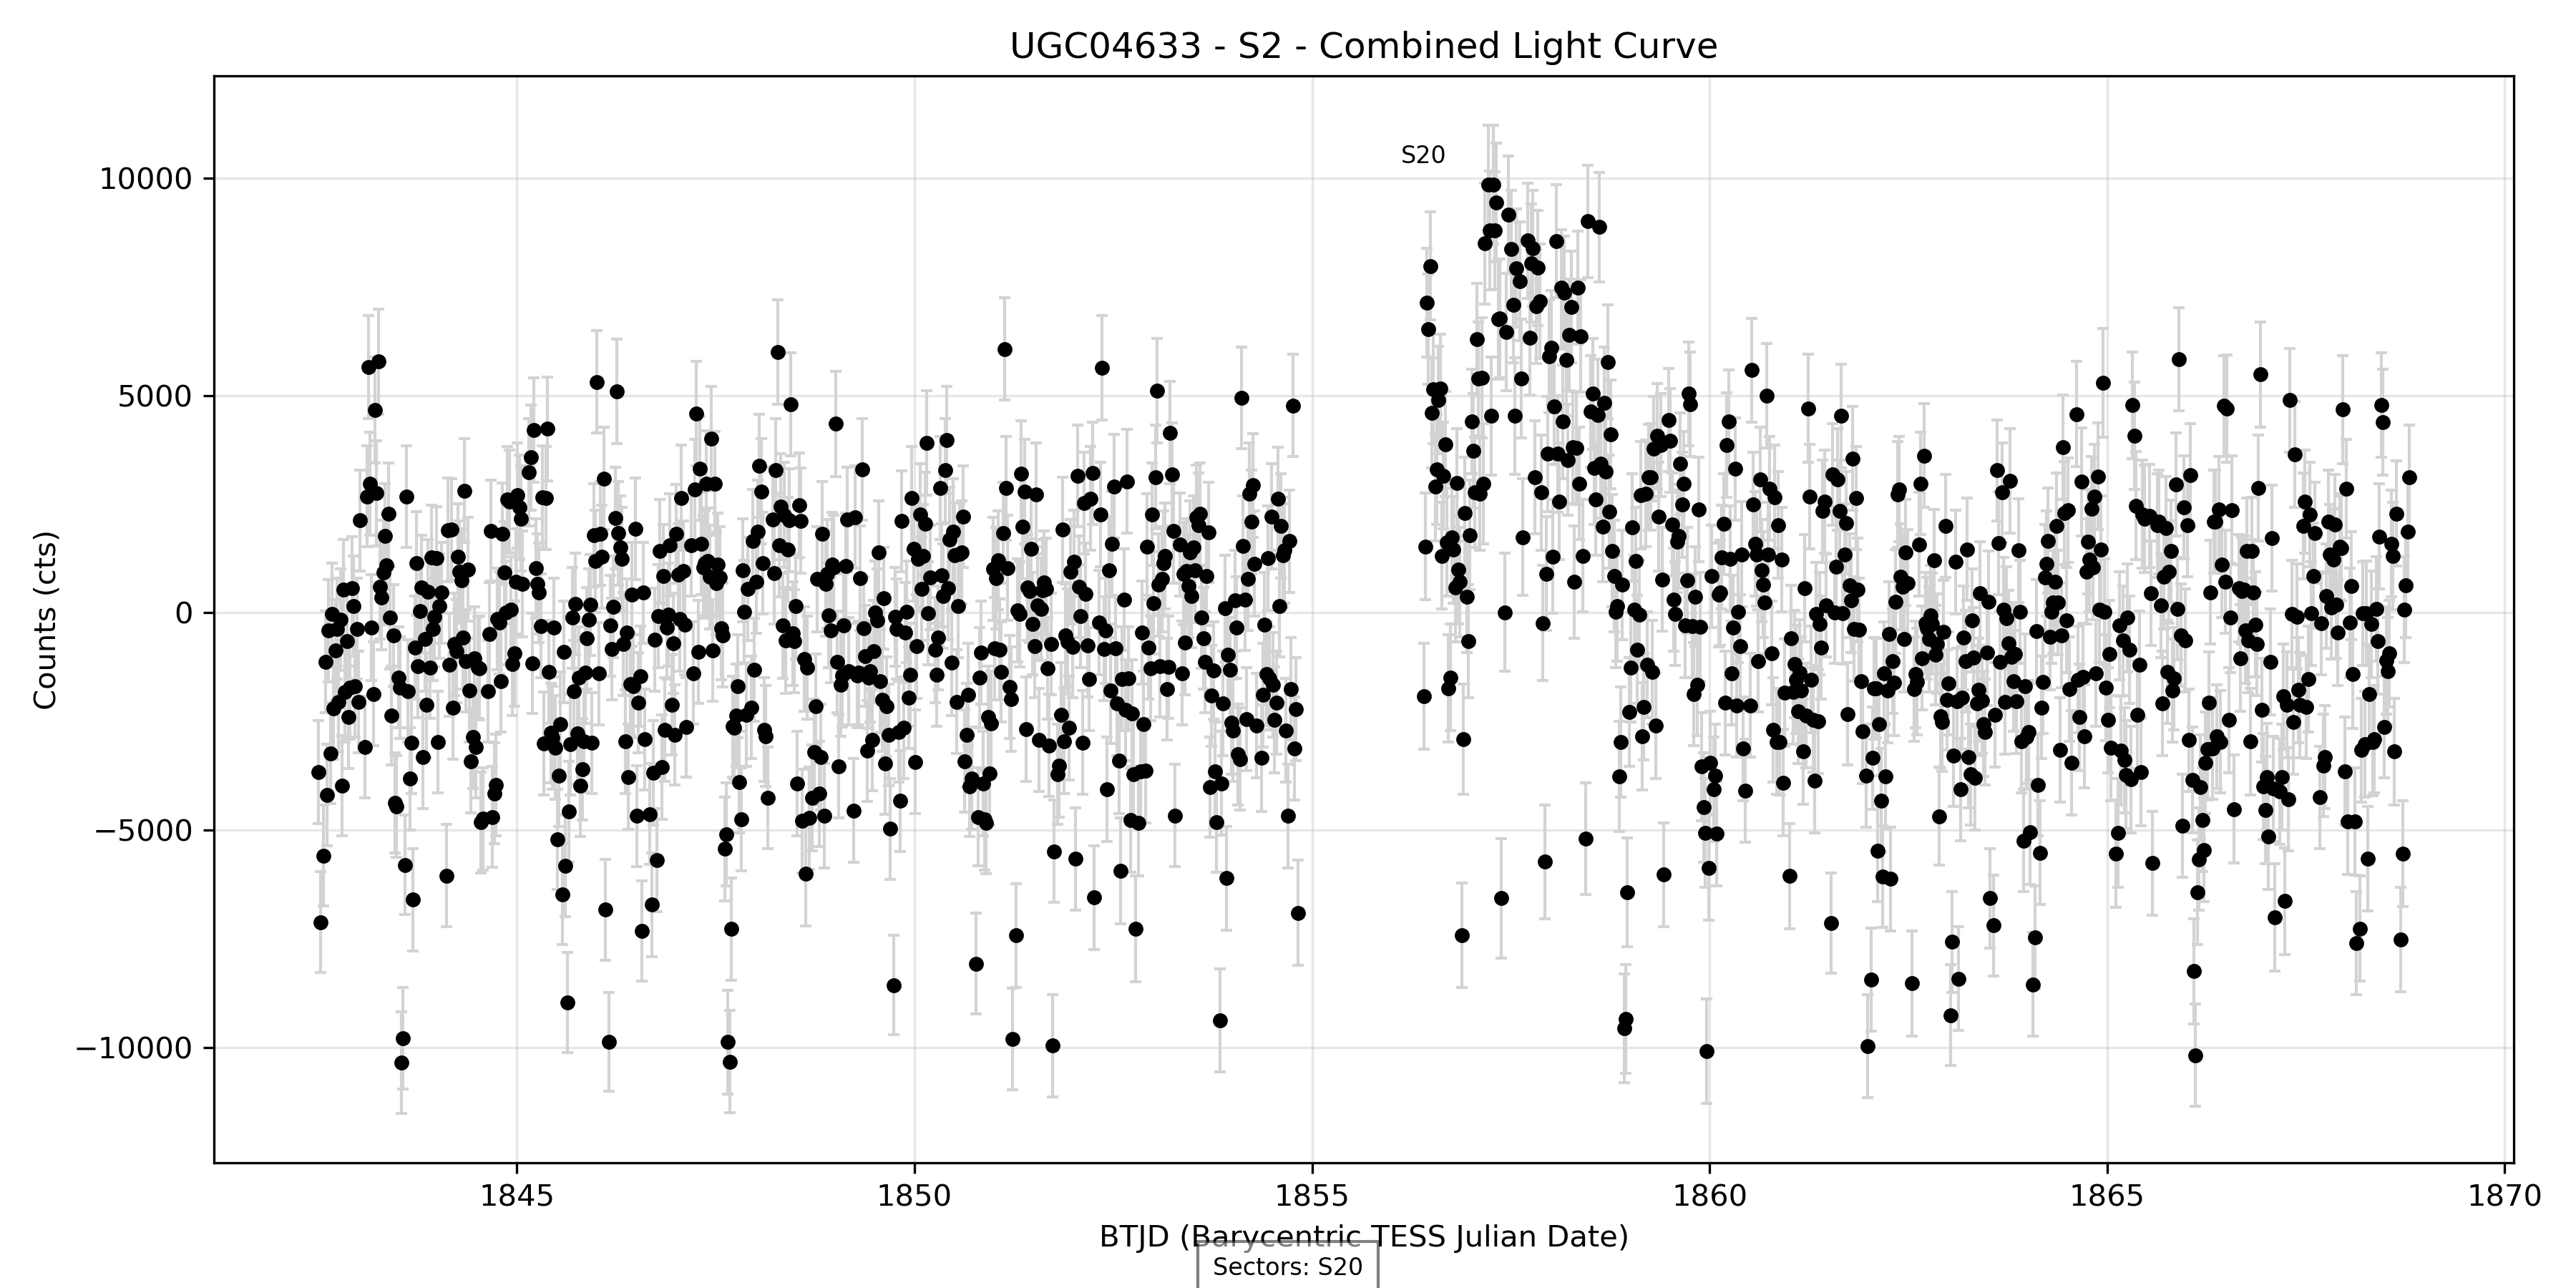 UGC04633 - S2 - Combined Light Curve
S20
10000
5000
0
−5000
−10000
Counts (cts)
1845 1850 1855 1860 1865 1870
BTJD (Barycentric TESS Julian Date)
Sectors: S20